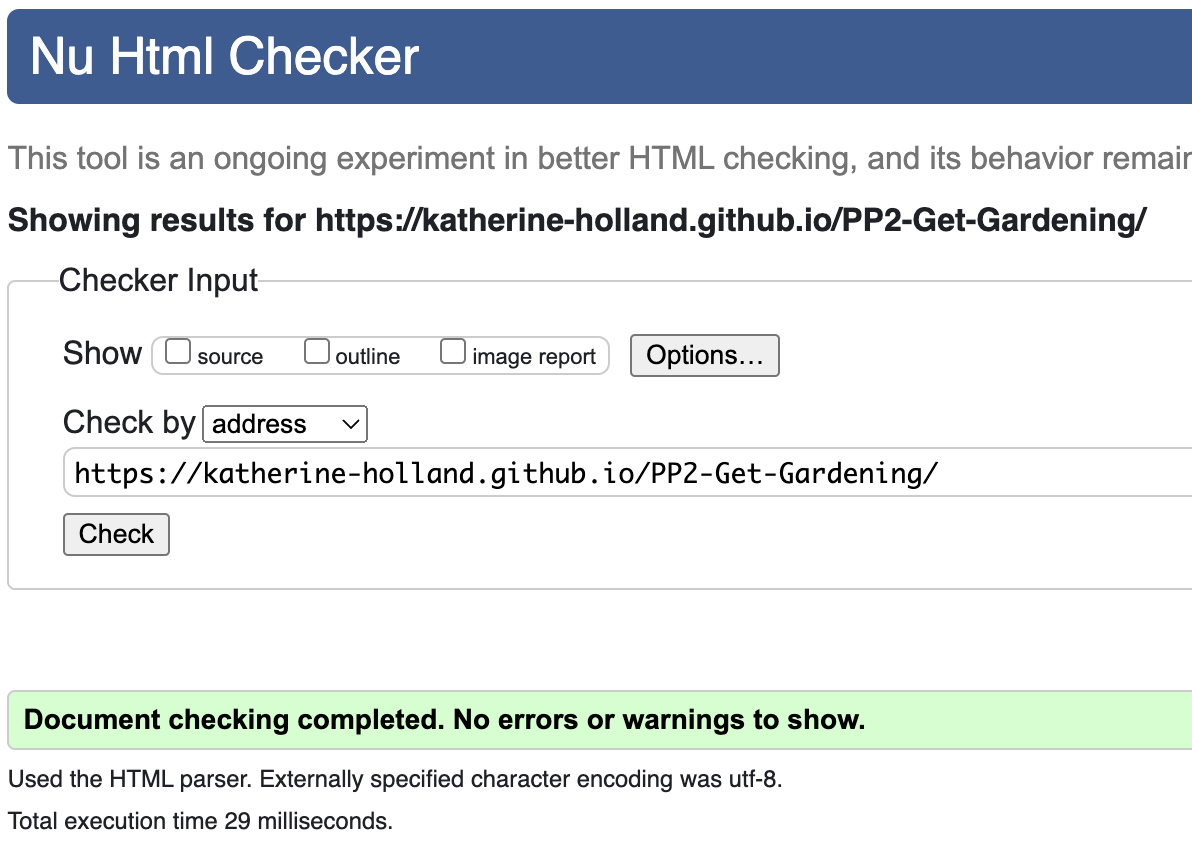 Nu Html Checker
This tool is an ongoing experiment in better HTML checking, and its behavior
Showing results for https://katherine-holland.github.io/PP2-Get-Gardening/
Checker Input
Show source outline image report Options...
Check by address
https://katherine-holland.github.io/PP2-Get-Gardening/
Check
Document checking completed. No errors or warnings to show.
Used the HTML parser. Externally specified character encoding was utf-8.
Total execution time 29 milliseconds.